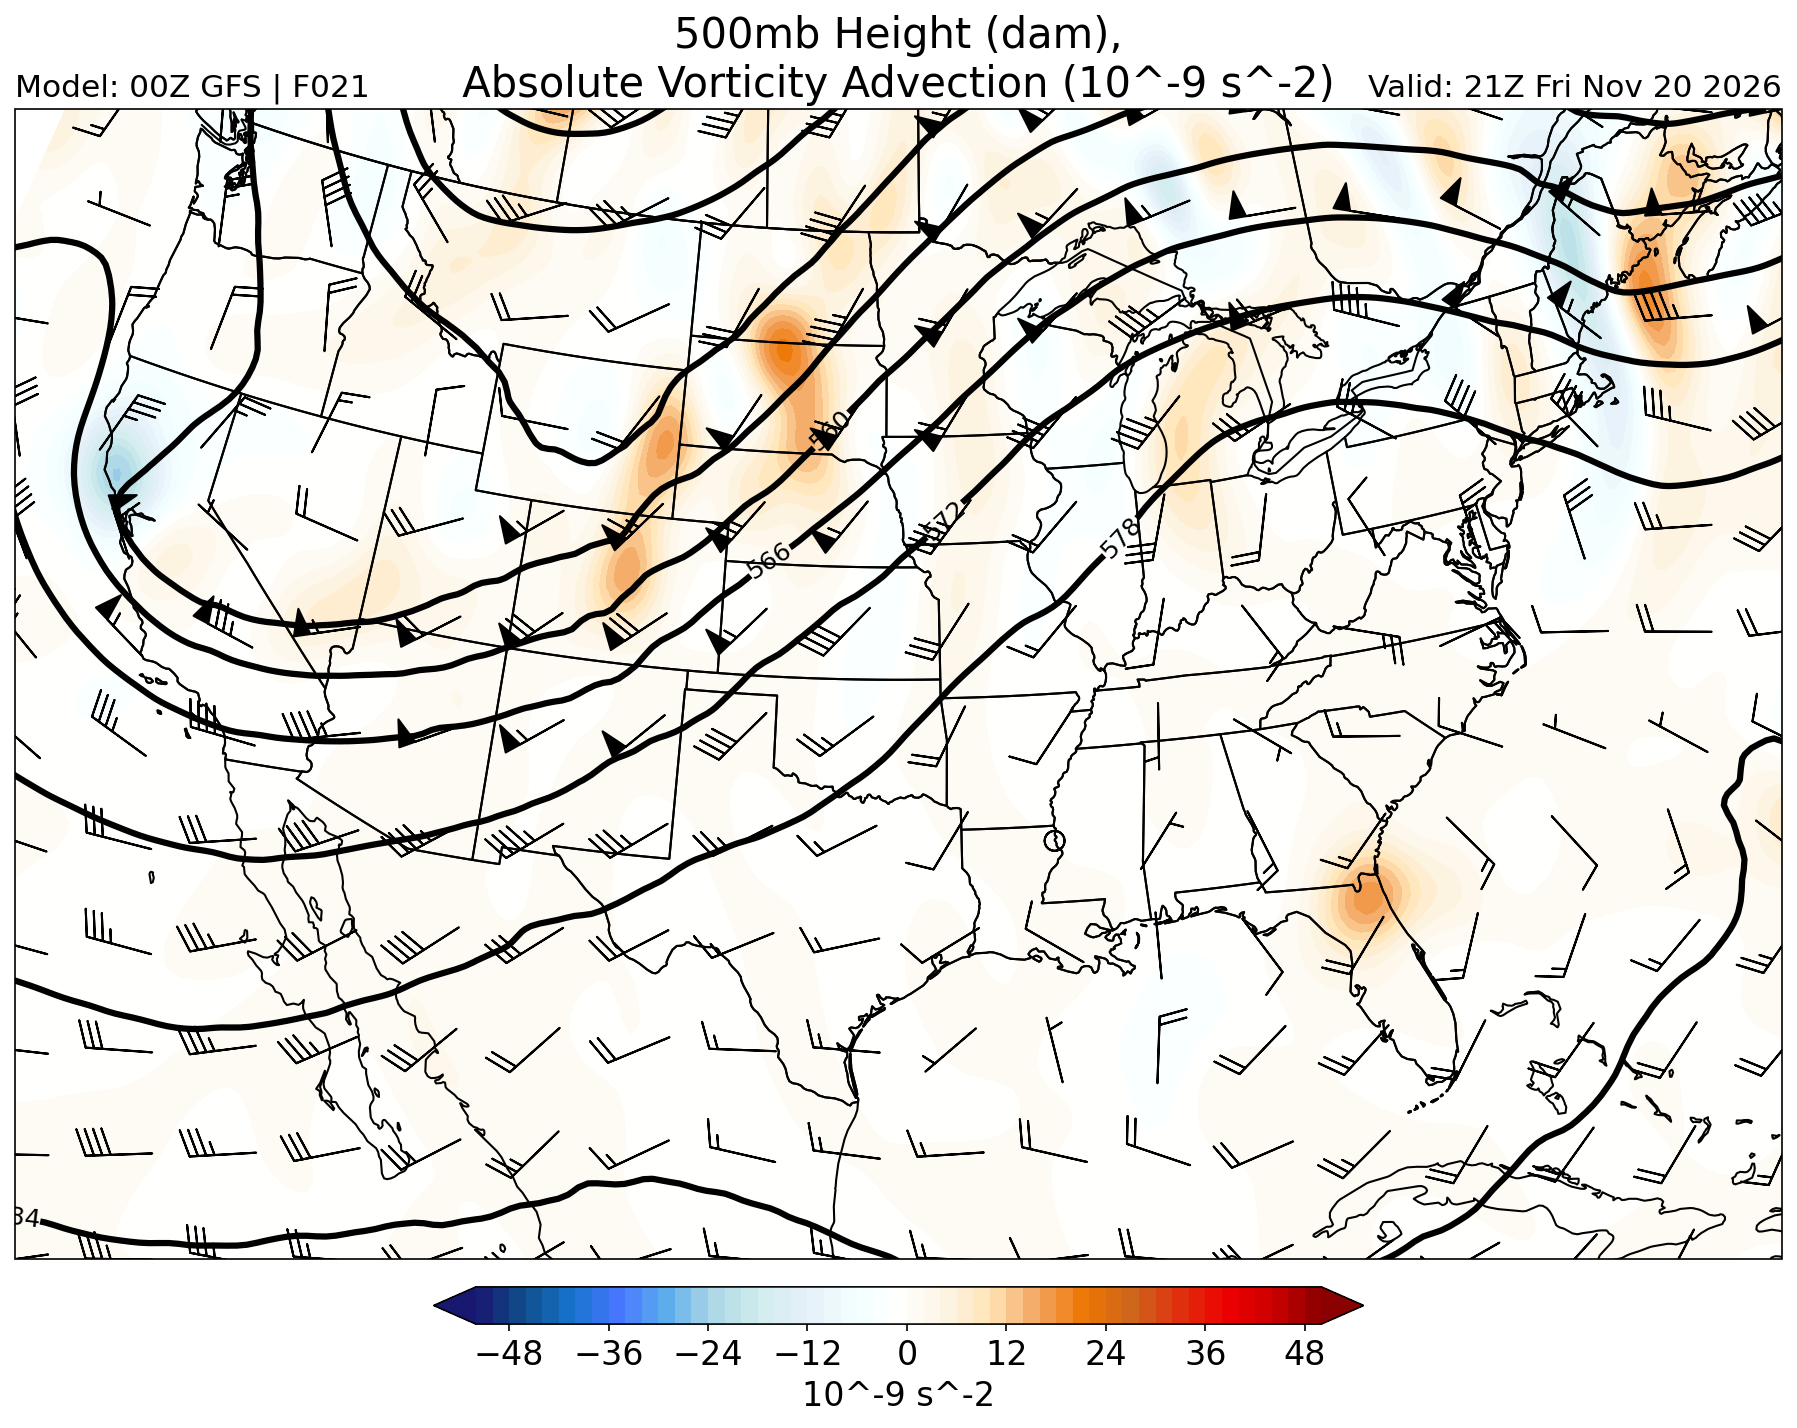 500mb Height (dam),
Model: 00Z GFS | F021
Absolute Vorticity Advection (10^-9 s^-2)
Valid: 21Z Fri Nov 20 2026
560
572
578
566
34
−48 −36 −24 −12 0 12 24 36 48
10^-9 s^-2